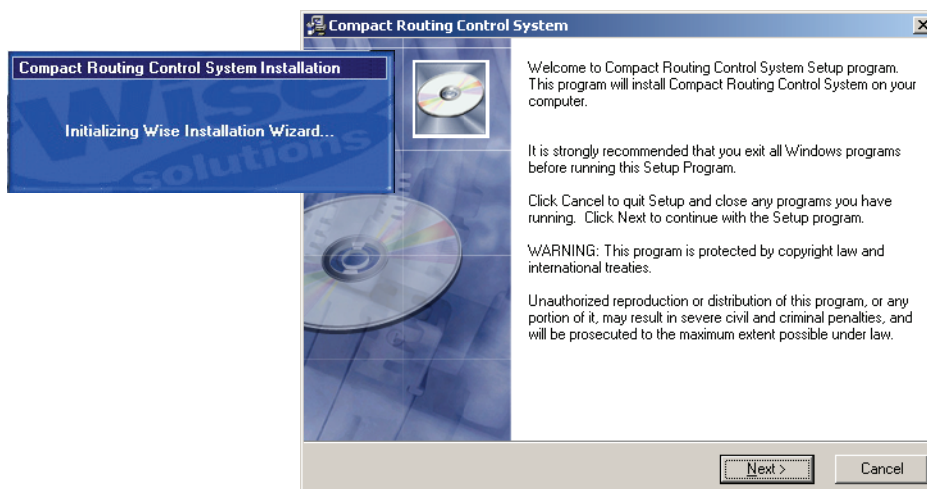 Compact Routing Control System Installation
Wise
Initializing Wise Installation Wizard...
solutions
Compact Routing Control System
Welcome to Compact Routing Control System Setup program.
This program will install Compact Routing Control System on your
computer.
It is strongly recommended that you exit all Windows programs
before running this Setup Program.
Click Cancel to quit Setup and close any programs you have
running. Click Next to continue with the Setup program.
WARNING: This program is protected by copyright law and
international treaties.
Unauthorized reproduction or distribution of this program, or any
portion of it, may result in severe civil and criminal penalties, and
will be prosecuted to the maximum extent possible under law.
Next >
Cancel